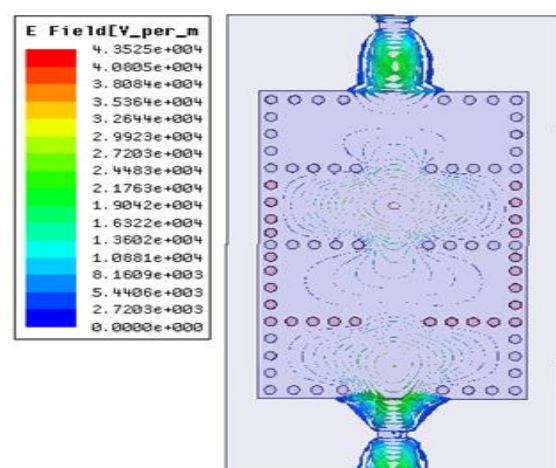 E Field[V_per_m
4.3525e+004
4.0805e+004
3.8084e+004
3.5364e+004
3.2644e+004
2.9923e+004
2.7203e+004
2.4483e+004
2.1763e+004
1.9042e+004
1.6322e+004
1.3602e+004
1.0881e+004
8.1609e+003
5.4406e+003
2.7203e+003
0.0000e+000